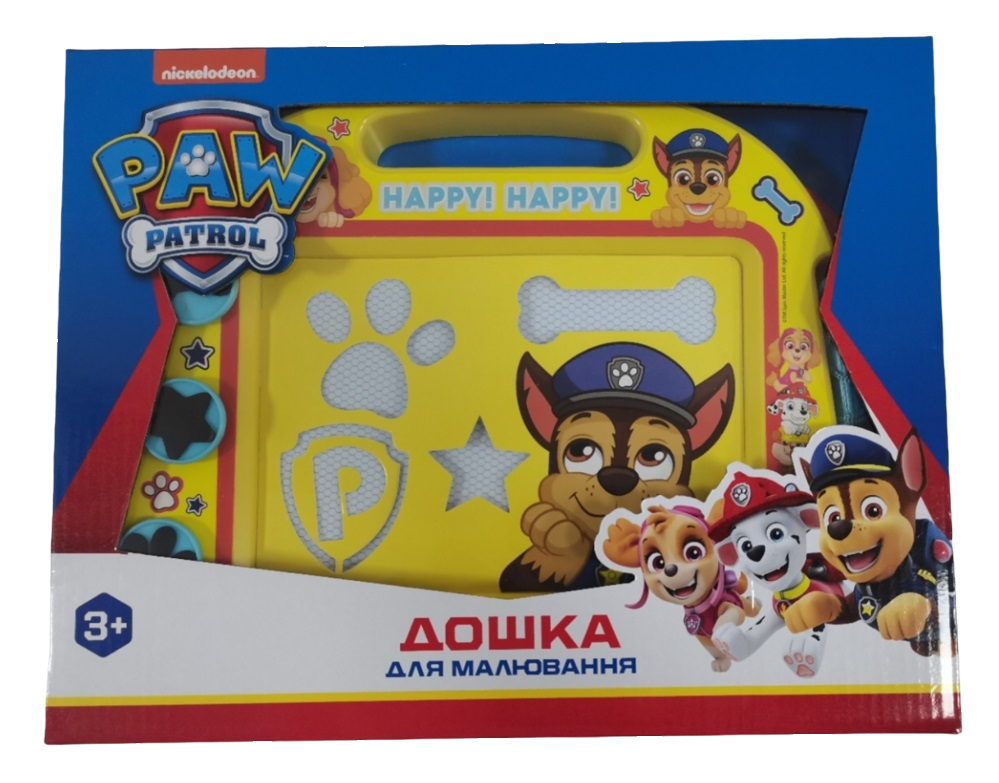 nickelodeon
PAW
PATROL
HAPPY! HAPPY!
P
3+
ДОШКА
ДЛЯ МАЛЮВАННЯ